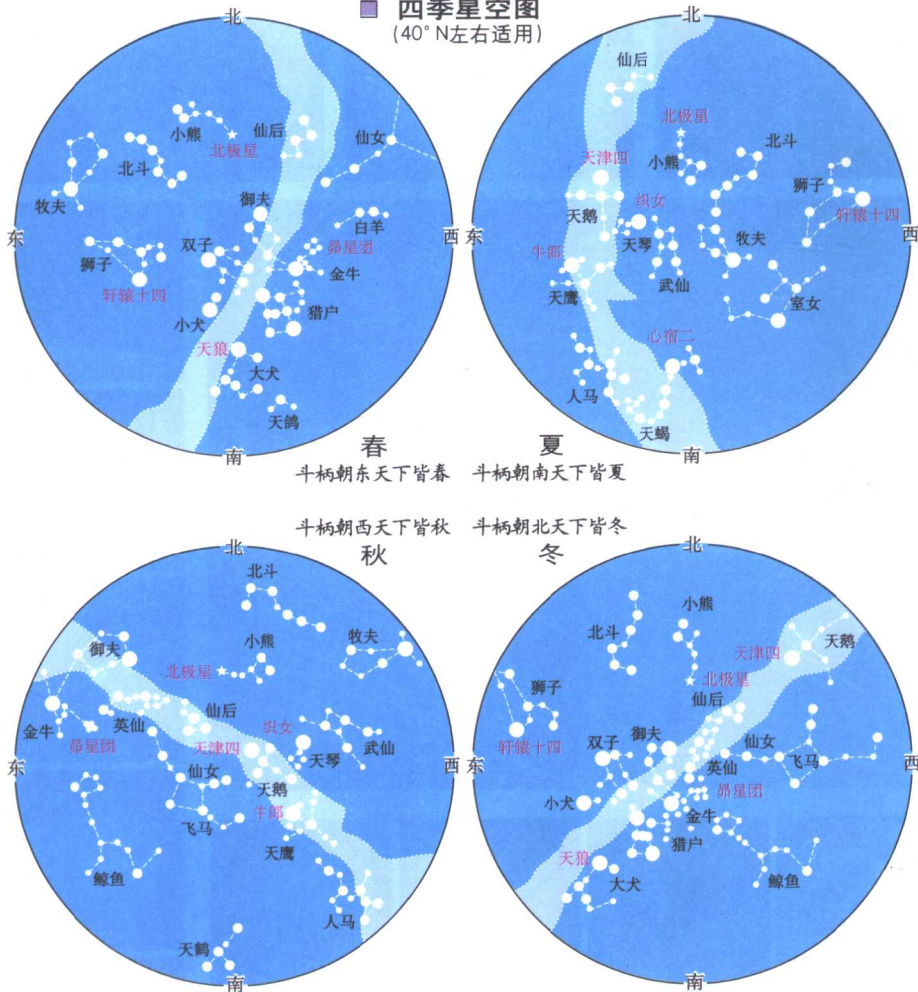 四季星空图
(40°N左右适用)
北
小熊
北极星
仙后
仙女
北斗
牧夫
御夫
白羊
东
西
双子
昴星团
狮子
金牛
轩辕十四
猎户
小犬
天狼
大犬
天鸽
南
北
仙后
北极星
北斗
天津四
小熊
狮子
织女
轩辕十四
天鹅
东
西
天琴
牧夫
牛郎
武仙
天鹰
室女
心宿二
人马
天蝎
南
春
夏
斗柄朝东天下皆春 斗柄朝南天下皆夏
斗柄朝西天下皆秋 斗柄朝北天下皆冬
秋
冬
北
北斗
牧夫
小熊
御夫
北极星
仙后
金牛
英仙
织女
昴星团
天津四
武仙
天琴
东
西
仙女
天鹅
牛郎
飞马
天鹰
鲸鱼
人马
天鹤
南
北
小熊
北斗
天鹅
天津四
北极星
狮子
仙后
轩辕十四
双子
御夫
仙女
飞马
东
西
英仙
昴星团
小犬
金牛
猎户
天狼
大犬
鲸鱼
南